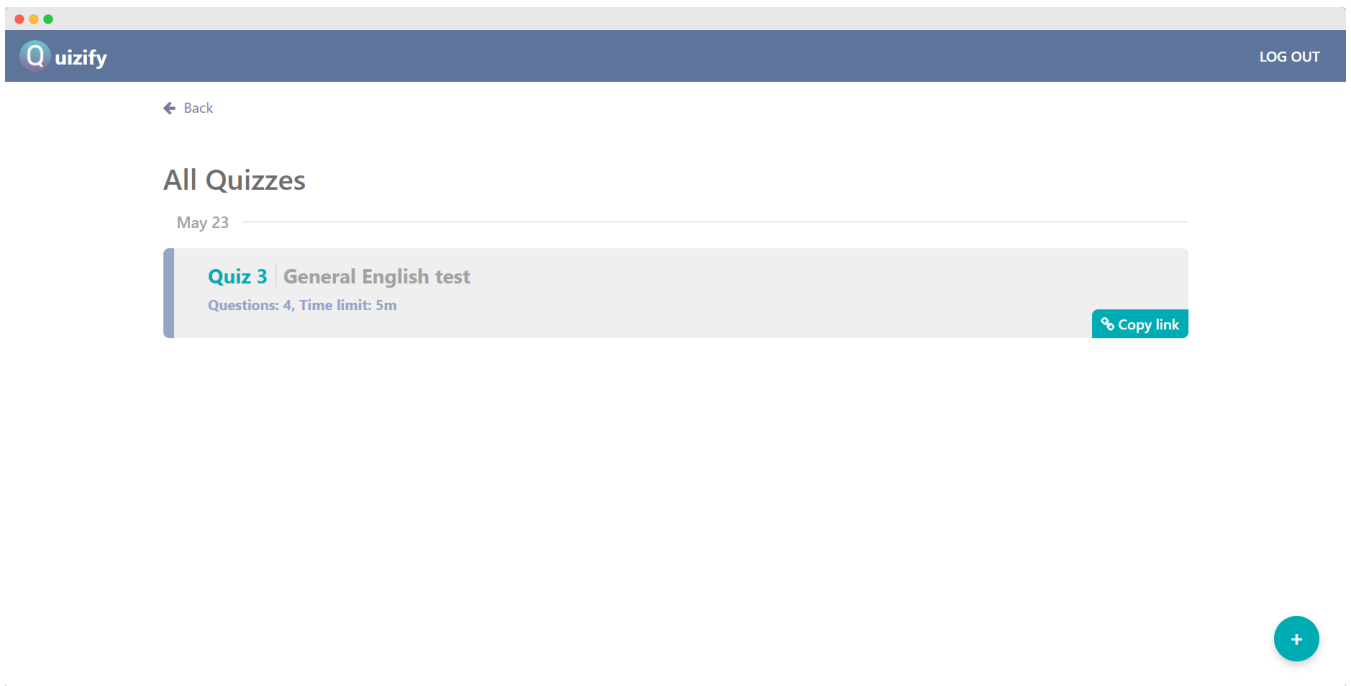 Quizify
LOG OUT
Back
All Quizzes
May 23
Quiz 3 General English test
Questions: 4, Time limit: 5m
Copy link
+